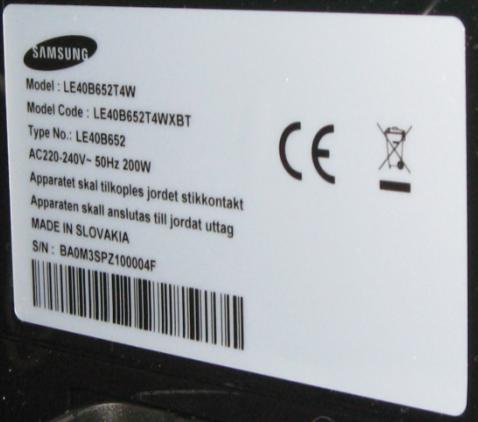 SAMSUNG
Model : LE40B652T4W
Model Code : LE40B652T4WXBT
Type No.: LE40B652
AC220-240V~ 50Hz 200W
Apparatet skal tilkoples jordet stikkontakt
Apparaten skall anslutas till jordat uttag
MADE IN SLOVAKIA
S/N : BA0M3SPZ100004F
CE